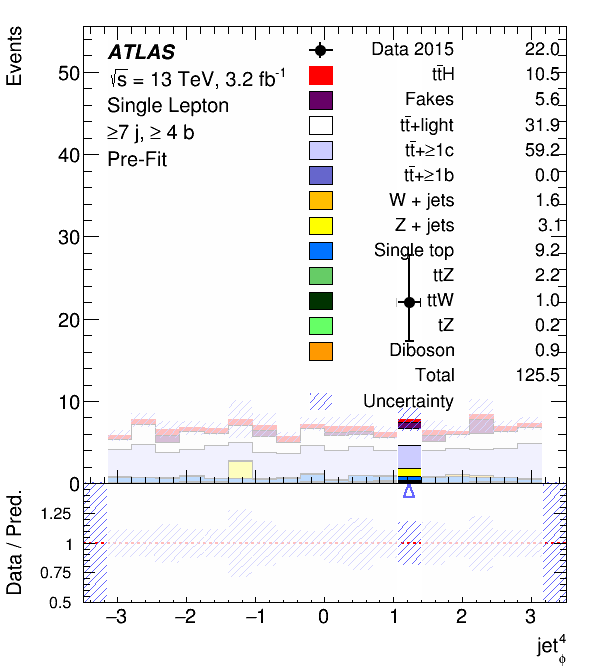 Events
ATLAS
√s = 13 TeV, 3.2 fb⁻¹
Single Lepton
≥7 j, ≥ 4 b
Pre-Fit
Data 2015 22.0
tt̄H 10.5
Fakes 5.6
tt̄+light 31.9
tt̄+≥1c 59.2
tt̄+≥1b 0.0
W + jets 1.6
Z + jets 3.1
Single top 9.2
ttZ 2.2
ttW 1.0
tZ 0.2
Diboson 0.9
Total 125.5
Uncertainty
50
40
30
20
10
0
Data / Pred.
1.25
1
0.75
0.5
−3 −2 −1 0 1 2 3
jet⁴ϕ